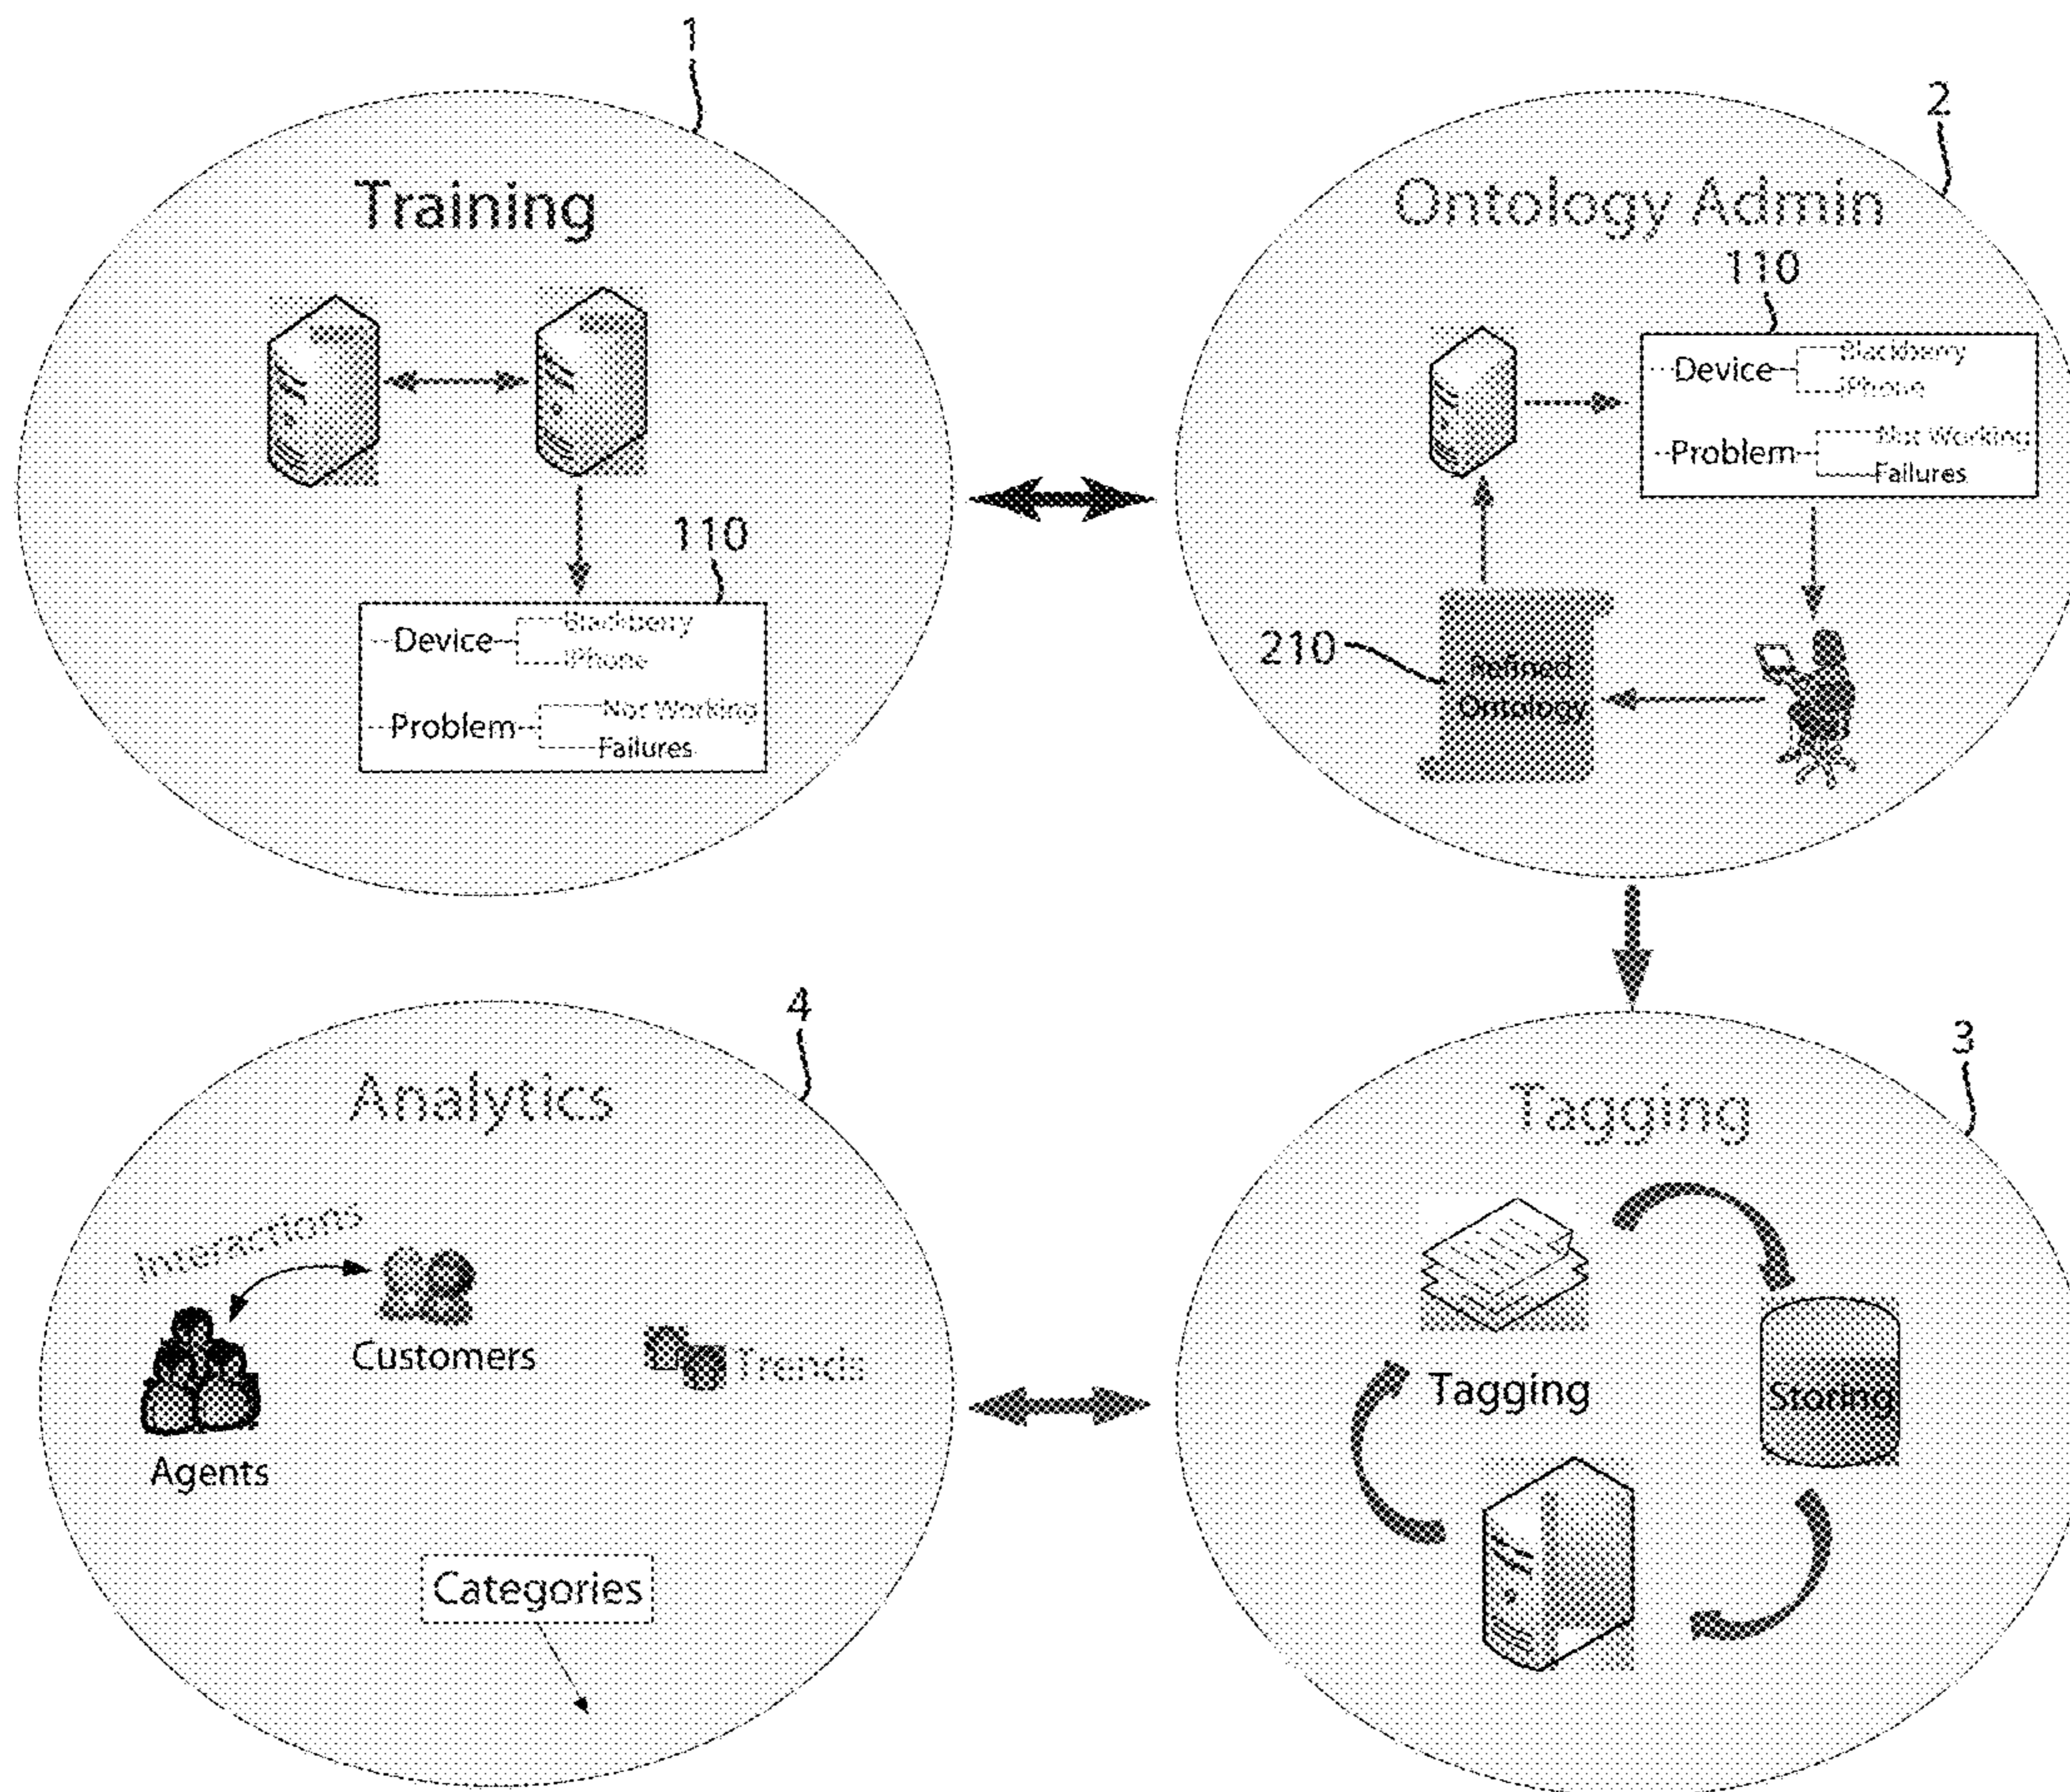 1
Training
110
Device
Blackberry
iPhone
Problem
Not Working
Failures
2
Ontology Admin
110
Device
Blackberry
iPhone
Problem
Not Working
Failures
210
Refined
Ontology
4
Analytics
Interactions
Customers
Trends
Agents
Categories
3
Tagging
Tagging
Storing